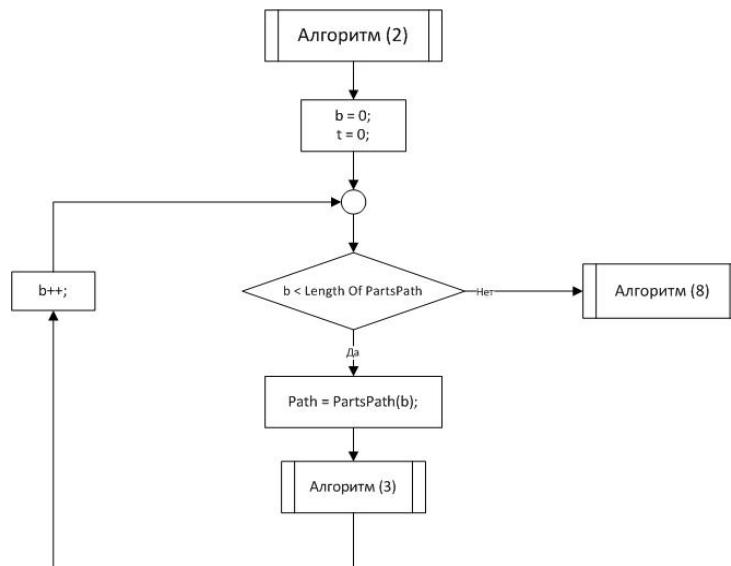 Алгоритм (2)
b = 0;
t = 0;
b++;
b < Length Of PartsPath
Нет
Алгоритм (8)
Да
Path = PartsPath(b);
Алгоритм (3)